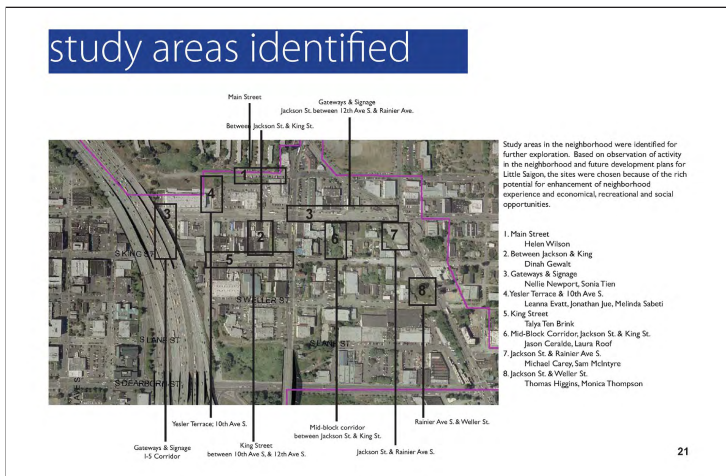 study areas identified
Main Street
Gateways & Signage
Jackson St. between 12th Ave S. & Rainier Ave.
Between Jackson St. & King St.
1
4
3
3
2
6
7
5
8
S KING ST
S WELLER ST
S LANE ST
S LANE ST
S DEARBORN ST
Yesler Terrace; 10th Ave S.
Gateways & Signage
I-5 Corridor
King Street
between 10th Ave S, & 12th Ave S.
Mid-block corridor
between Jackson St. & King St.
Jackson St. & Rainier Ave S.
Rainier Ave S. & Weller St.
Study areas in the neighborhood were identified for
further exploration. Based on observation of activity
in the neighborhood and future development plans for
Little Saigon, the sites were chosen because of the rich
potential for enhancement of neighborhood
experience and economical, recreational and social
opportunities.
1. Main Street
Helen Wilson
2. Between Jackson & King
Dinah Gewalt
3. Gateways & Signage
Nellie Newport, Sonia Tien
4. Yesler Terrace & 10th Ave S.
Leanna Evatt, Jonathan Jue, Melinda Sabeti
5. King Street
Talya Ten Brink
6. Mid-Block Corridor, Jackson St. & King St.
Jason Ceralde, Laura Roof
7. Jackson St. & Rainier Ave S.
Michael Carey, Sam McIntyre
8. Jackson St. & Weller St.
Thomas Higgins, Monica Thompson
21